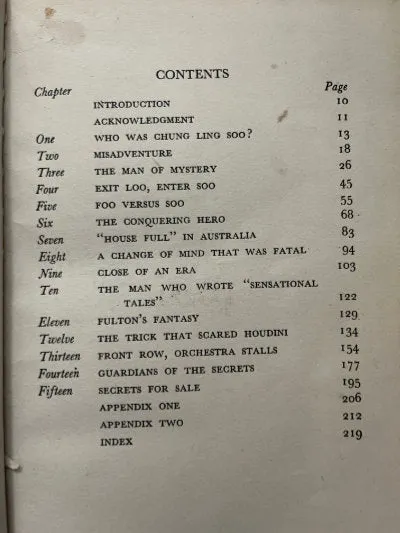 CONTENTS
Chapter Page
INTRODUCTION 10
ACKNOWLEDGMENT 11
One WHO WAS CHUNG LING SOO? 13
Two MISADVENTURE 18
Three THE MAN OF MYSTERY 26
Four EXIT LOO, ENTER SOO 45
Five FOO VERSUS SOO 55
Six THE CONQUERING HERO 68
Seven "HOUSE FULL" IN AUSTRALIA 83
Eight A CHANGE OF MIND THAT WAS FATAL 94
Nine CLOSE OF AN ERA 103
Ten THE MAN WHO WROTE "SENSATIONAL
TALES" 122
Eleven FULTON'S FANTASY 129
Twelve THE TRICK THAT SCARED HOUDINI 134
Thirteen FRONT ROW, ORCHESTRA STALLS 154
Fourteen GUARDIANS OF THE SECRETS 177
Fifteen SECRETS FOR SALE 195
APPENDIX ONE 206
APPENDIX TWO 212
INDEX 219